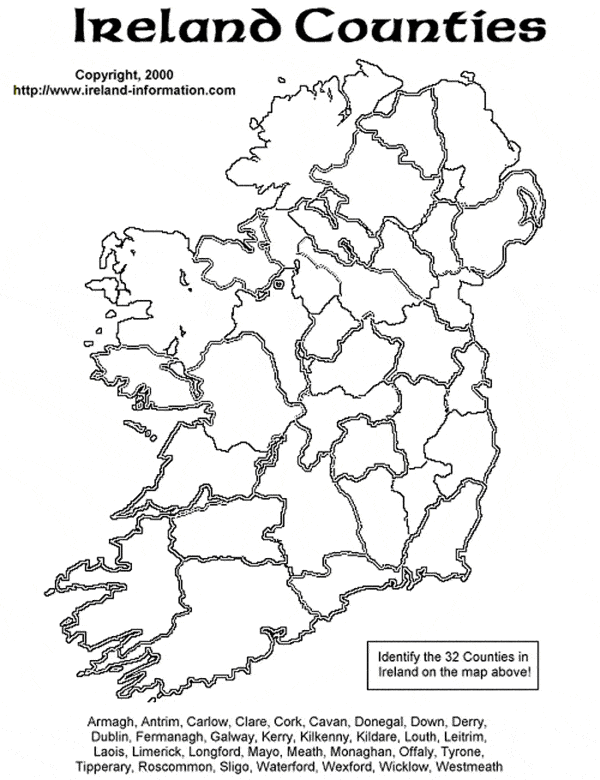 Ireland Counties
Copyright, 2000
http://www.ireland-information.com
Identify the 32 Counties in
Ireland on the map above!
Armagh, Antrim, Carlow, Clare, Cork, Cavan, Donegal, Down, Derry,
Dublin, Fermanagh, Galway, Kerry, Kilkenny, Kildare, Louth, Leitrim,
Laois, Limerick, Longford, Mayo, Meath, Monaghan, Offaly, Tyrone,
Tipperary, Roscommon, Sligo, Waterford, Wexford, Wicklow, Westmeath